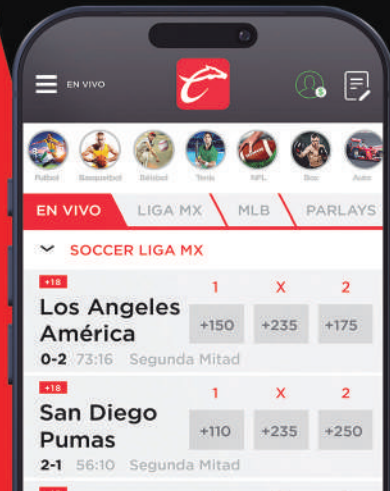 EN VIVO
Futbol Basquetbol Béisbol Tenis NFL Box Auto
EN VIVO LIGA MX MLB PARLAYS
SOCCER LIGA MX
+18 1 X 2
Los Angeles
América
+150 +235 +175
0-2 73:16 Segunda Mitad
+18 1 X 2
San Diego
Pumas
+110 +235 +250
2-1 56:10 Segunda Mitad